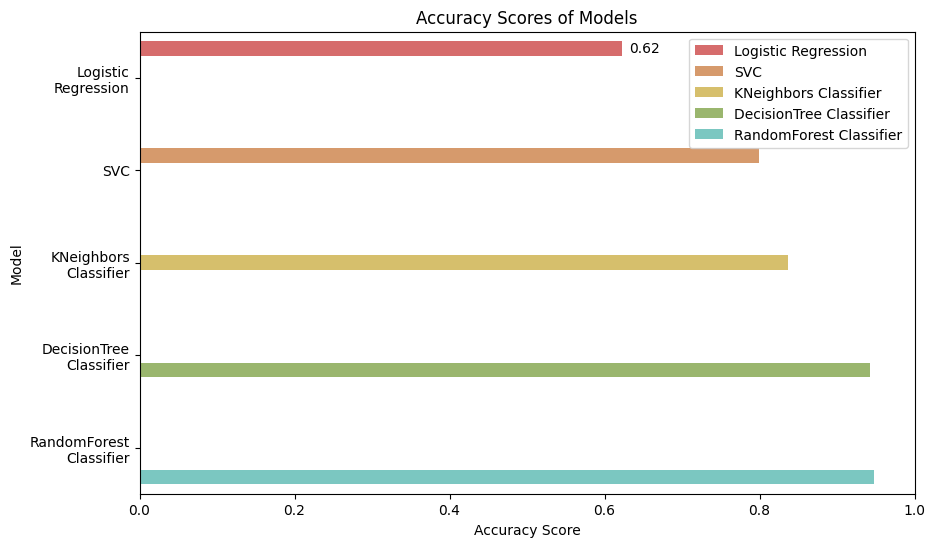 Accuracy Scores of Models
0.62
Logistic Regression
SVC
KNeighbors Classifier
DecisionTree Classifier
RandomForest Classifier
Logistic
Regression
SVC
KNeighbors
Classifier
DecisionTree
Classifier
RandomForest
Classifier
Model
0.0 0.2 0.4 0.6 0.8 1.0
Accuracy Score